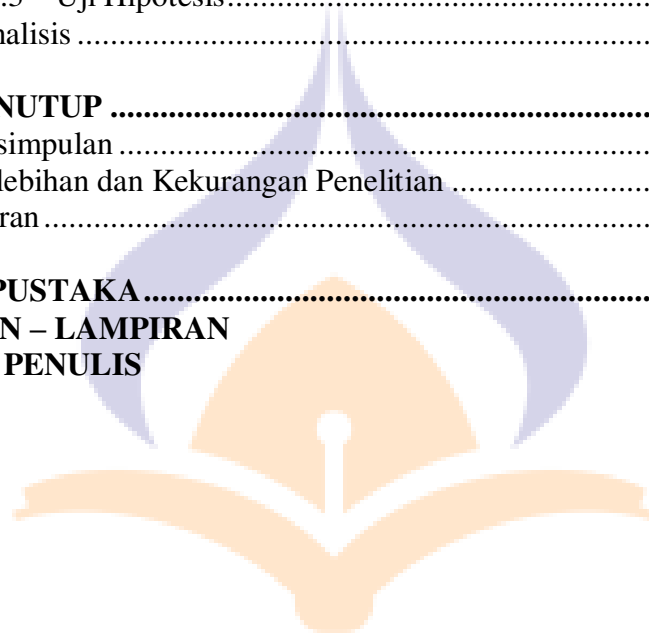 .3 Uji Hipotesis................................................
nalisis ................................................................
NUTUP ................................................................
simpulan ................................................................
lebihan dan Kekurangan Penelitian ........................
ran................................................................
PUSTAKA................................................................
N – LAMPIRAN
PENULIS